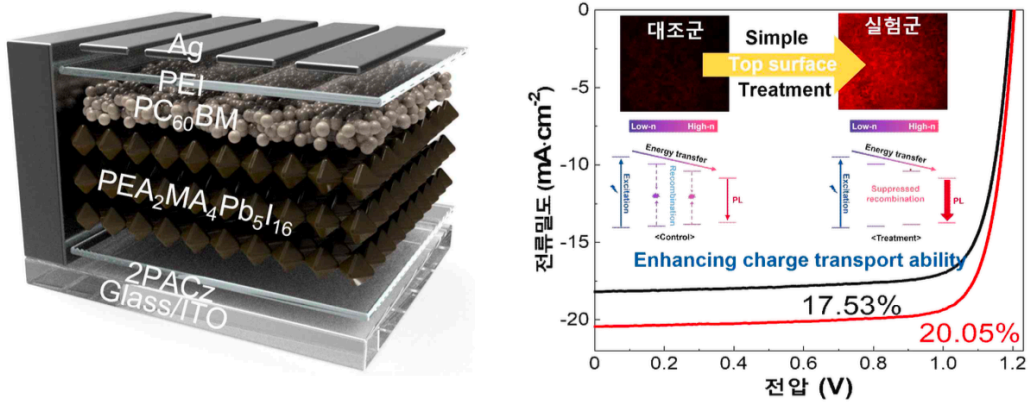 Ag
PEI
PC60BM
PEA2MA4Pb5I16
2PACz
Glass/ITO
전류밀도 (mA·cm-2)
-0
-5
-10
-15
-20
대조군
Simple
Top surface
Treatment
실험군
Low-n High-n
Low-n High-n
Energy transfer
Excitation
Recombination
PL
<Control>
Energy transfer
Excitation
Suppressed
recombination
PL
<Treatment>
Enhancing charge transport ability
17.53%
20.05%
0 0.2 0.4 0.6 0.8 1.0 1.2
전압 (V)